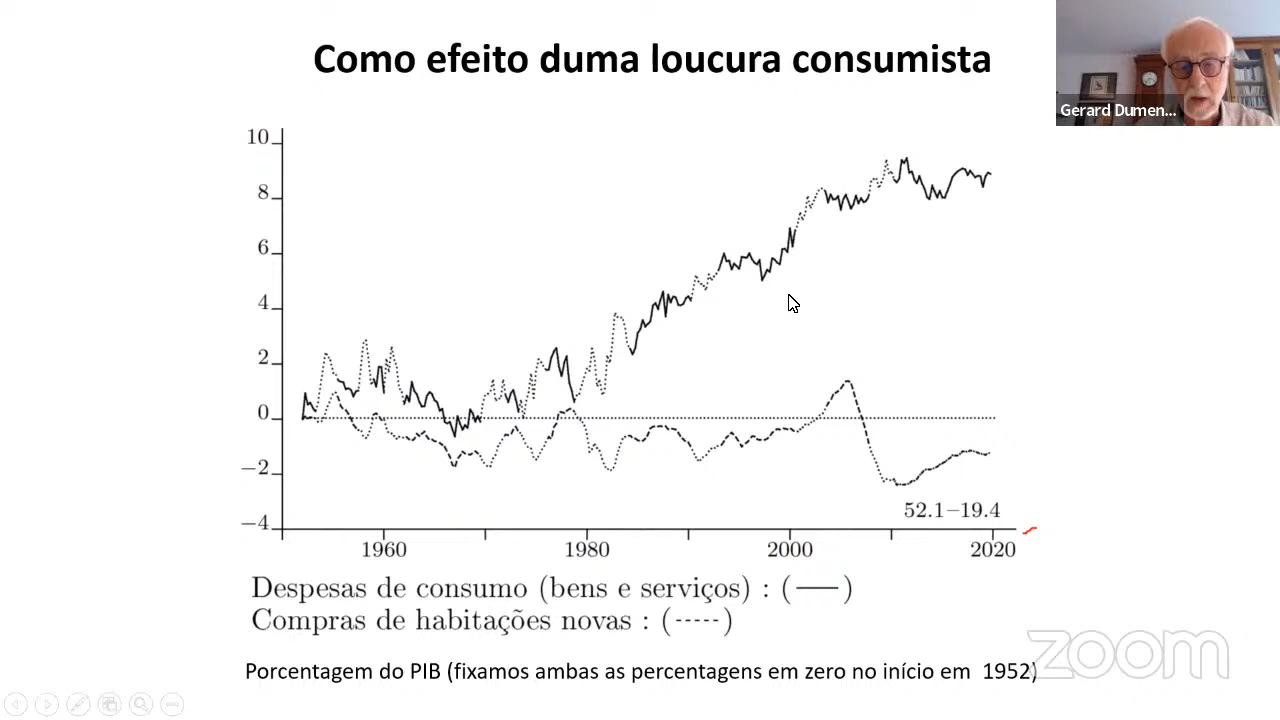 Como efeito duma loucura consumista
Gerard Dumen...
10
8
6
4
2
0
−2
−4
52.1−19.4
1960 1980 2000 2020
Despesas de consumo (bens e serviços) : (——)
Compras de habitações novas : (-----)
Porcentagem do PIB (fixamos ambas as percentagens em zero no início em 1952)
zoom